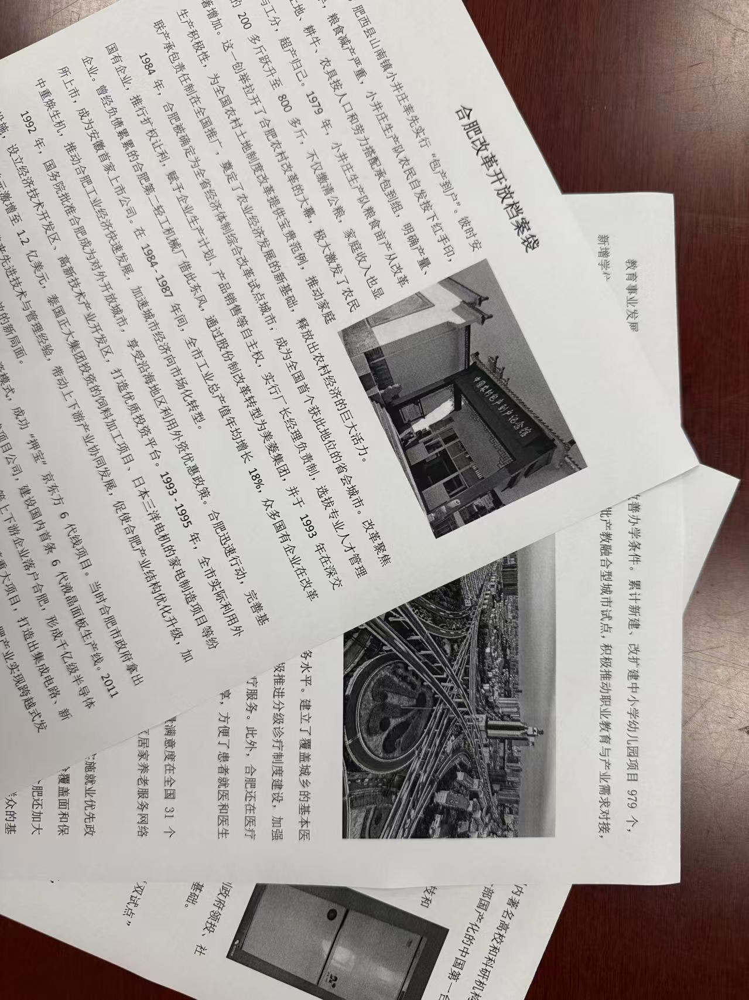 合肥改革开放档案袋
，肥西县山南镇小井庄率先实行“包产到户”。彼时安
，粮食减产严重，小井庄生产队农民自发按下红手印，
土地、耕牛、农具按人口和劳力搭配承包到组，明确产量、
与工分，超产归己。1979 年，小井庄生产队粮食亩产从改革
的 200 多斤跃升至 800 多斤，不仅缴清公粮，家庭收入也显
著增加。这一创举拉开了合肥农村改革的大幕，极大激发了农民
生产积极性，为全国农村土地制度改革提供宝贵范例，推动家庭
联产承包责任制在全国推广，奠定了农业经济发展的新基础，释放出农村经济的巨大活力。
1984 年，合肥被确定为全省经济体制综合改革试点城市，成为全国首个获此地位的省会城市。改革聚焦
国有企业，推行扩权让利，赋予企业生产计划、产品销售等自主权，实行厂长经理负责制，选拔专业人才管理
企业。曾经负债累累的合肥第二轻工机械厂借此东风，通过股份制改革转型为美菱集团，并于 1993 年在深交
所上市，成为安徽首家上市公司。在 1984 - 1987 年间，全市工业总产值年均增长 18%，众多国有企业在改革
中重焕生机，推动合肥工业经济快速发展，加速城市经济向市场化转型。
1992 年，国务院批准合肥成为对外开放城市，享受沿海地区利用外资优惠政策。合肥迅速行动，完善基
设施，设立经济技术开发区、高新技术产业开发区，打造优质投资平台。1993 - 1995 年，全市实际利用外
激增至 1.2 亿美元，泰国正大集团投资的饲料加工项目、日本三洋电机的家电制造项目等纷
来先进技术与管理经验，带动上下游产业协同发展，促使合肥产业结构优化升级，加
放的新局面。
资模式，成功“押宝”京东方 6 代线项目。当时合肥市政府拿出
项目公司，建设国内首条 6 代液晶面板生产线。2011
等上下游企业落户合肥，形成千亿级半导体
重大项目，打造出集成电路、新
肥产业实现跨越式发
中国农村包产到户纪念馆
教育事业发展
新增学位
改善办学条件。累计新建、改扩建中小学幼儿园项目 979 个，
批产教融合型城市试点，积极推动职业教育与产业需求对接，
务水平。建立了覆盖城乡的基本医
级推进分级诊疗制度建设，加强
疗服务。此外，合肥还在医疗
享，方便了患者就医和医生
满意度在全国 31 个
居家养老服务网络
施就业优先政
覆盖面和保
肥还加大
众的基
内著名高校和科研机构
部国产化的中国第一台
技和
政府领投、社
基础。
双试点”